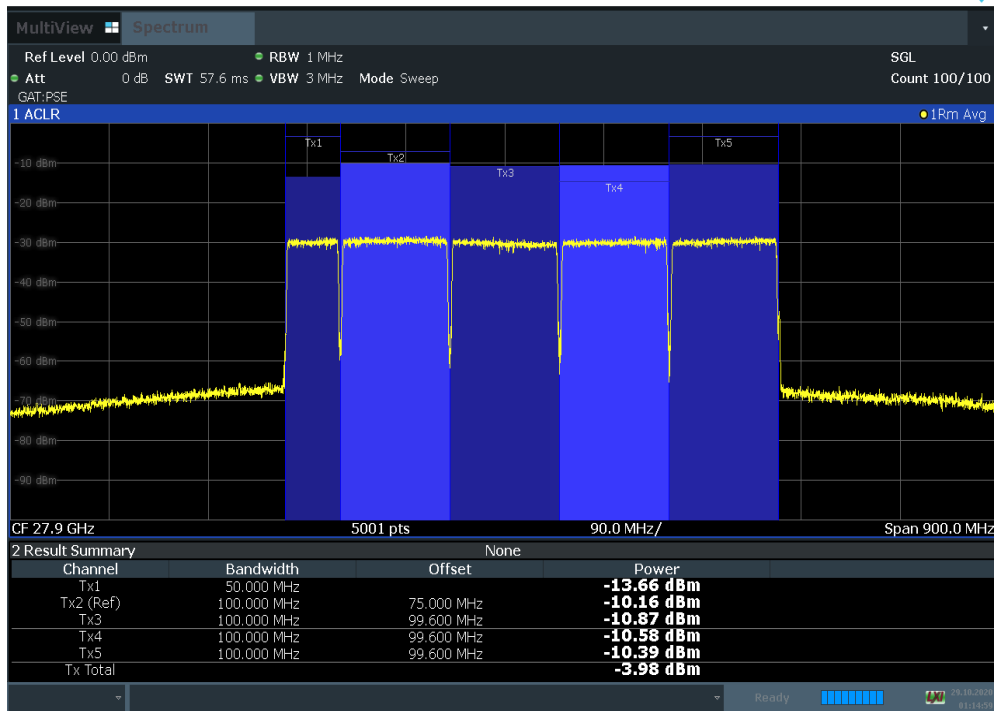 MultiView Spectrum
Ref Level 0.00 dBm RBW 1 MHz SGL
Att 0 dB SWT 57.6 ms VBW 3 MHz Mode Sweep Count 100/100
GAT:PSE
1 ACLR 1Rm Avg
Tx1 Tx5
Tx2
-10 dBm
Tx3
Tx4
-20 dBm
-30 dBm
-40 dBm
-50 dBm
-60 dBm
-70 dBm
-80 dBm
-90 dBm
CF 27.9 GHz 5001 pts 90.0 MHz/ Span 900.0 MHz
2 Result Summary None
Channel Bandwidth Offset Power
Tx1 50.000 MHz -13.66 dBm
Tx2 (Ref) 100.000 MHz 75.000 MHz -10.16 dBm
Tx3 100.000 MHz 99.600 MHz -10.87 dBm
Tx4 100.000 MHz 99.600 MHz -10.58 dBm
Tx5 100.000 MHz 99.600 MHz -10.39 dBm
Tx Total -3.98 dBm
Ready 29.10.2020
01:14:50